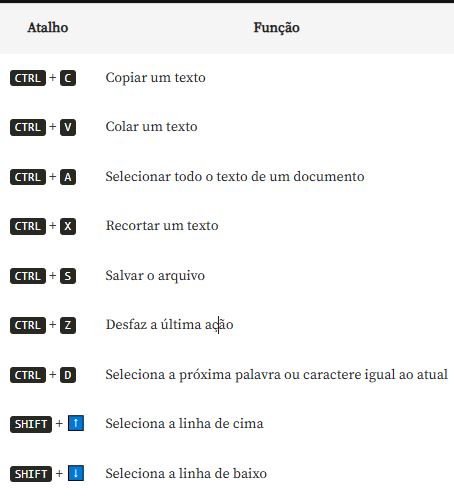 Atalho Função
CTRL + C Copiar um texto
CTRL + V Colar um texto
CTRL + A Selecionar todo o texto de um documento
CTRL + X Recortar um texto
CTRL + S Salvar o arquivo
CTRL + Z Desfaz a última ação
CTRL + D Seleciona a próxima palavra ou caractere igual ao atual
SHIFT + ↑ Seleciona a linha de cima
SHIFT + ↓ Seleciona a linha de baixo